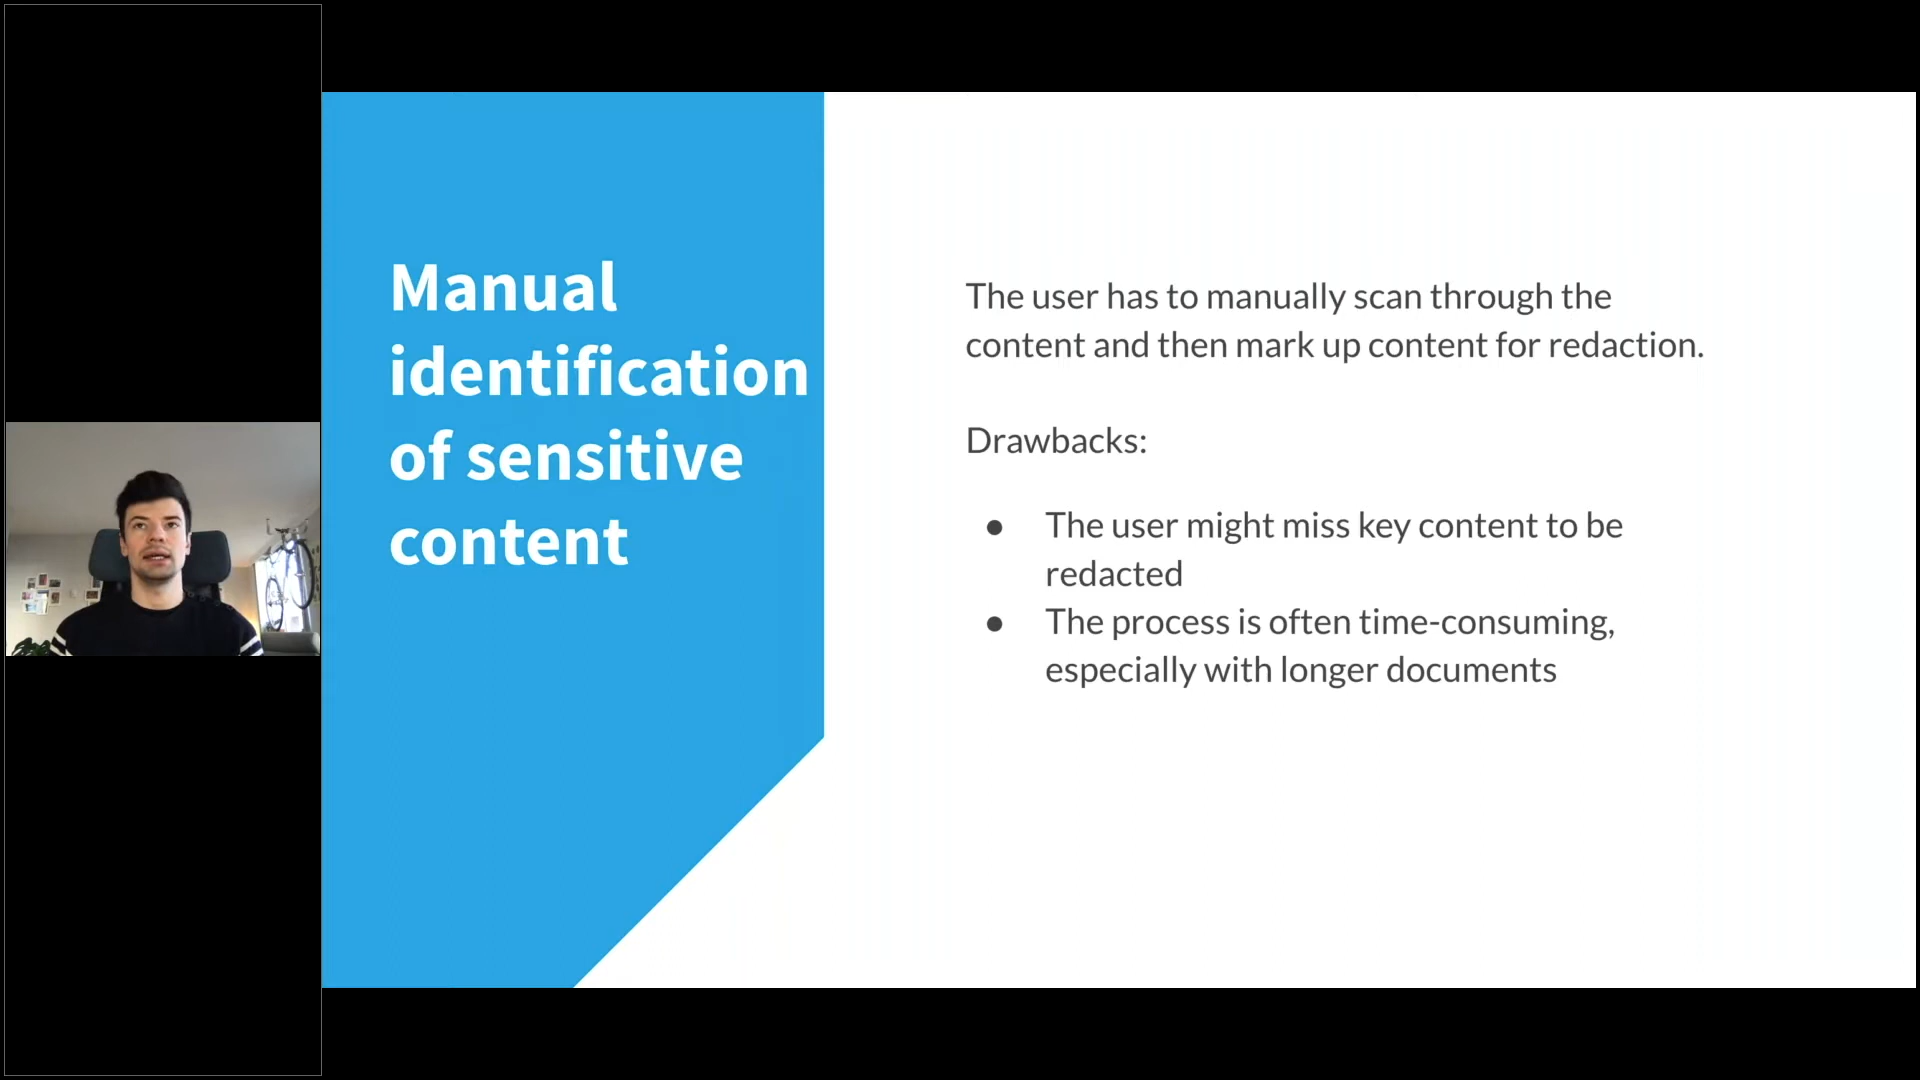 Manual
identification
of sensitive
content
The user has to manually scan through the
content and then mark up content for redaction.
Drawbacks:
● The user might miss key content to be
redacted
● The process is often time-consuming,
especially with longer documents